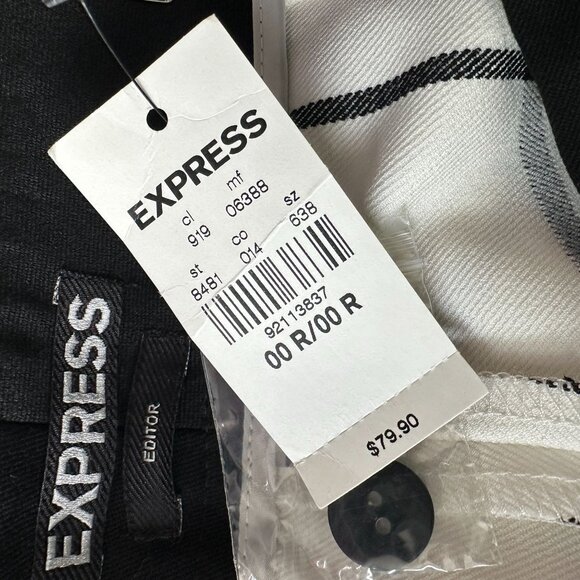 EXPRESS
cl mf
919 06388
st co sz
8481 014 638
92113837
00 R/00 R
$79.90
EXPRESS
EDITOR